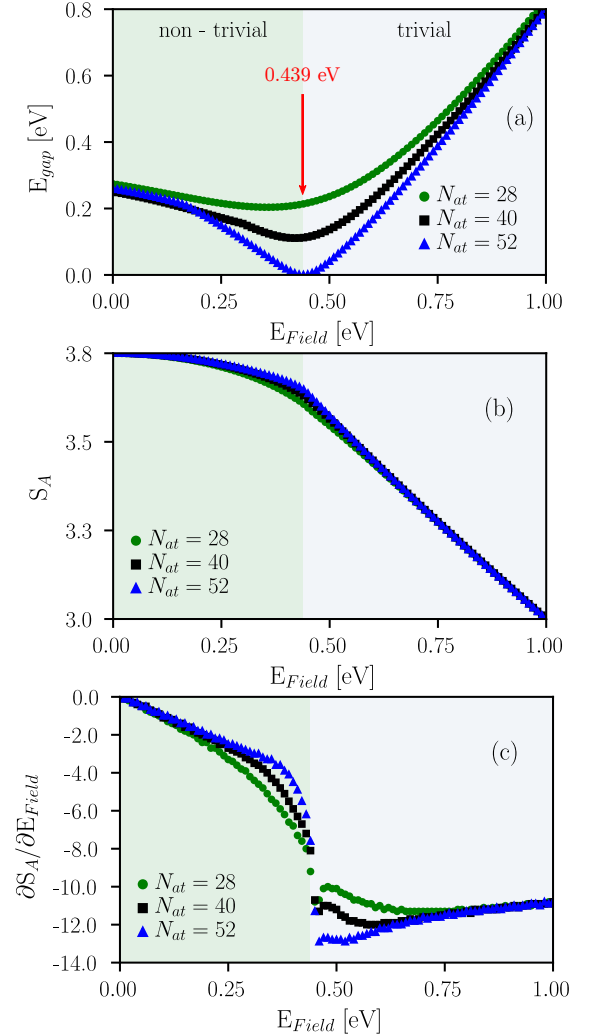 non - trivial trivial
0.439 eV
(a)
E_gap [eV]
0.8
0.6
0.4
0.2
0.0
N_at = 28
N_at = 40
N_at = 52
0.00 0.25 0.50 0.75 1.00
E_Field [eV]
(b)
S_A
3.8
3.5
3.3
3.0
N_at = 28
N_at = 40
N_at = 52
0.00 0.25 0.50 0.75 1.00
E_Field [eV]
(c)
∂S_A/∂E_Field
0.0
-2.0
-4.0
-6.0
-8.0
-10.0
-12.0
-14.0
N_at = 28
N_at = 40
N_at = 52
0.00 0.25 0.50 0.75 1.00
E_Field [eV]